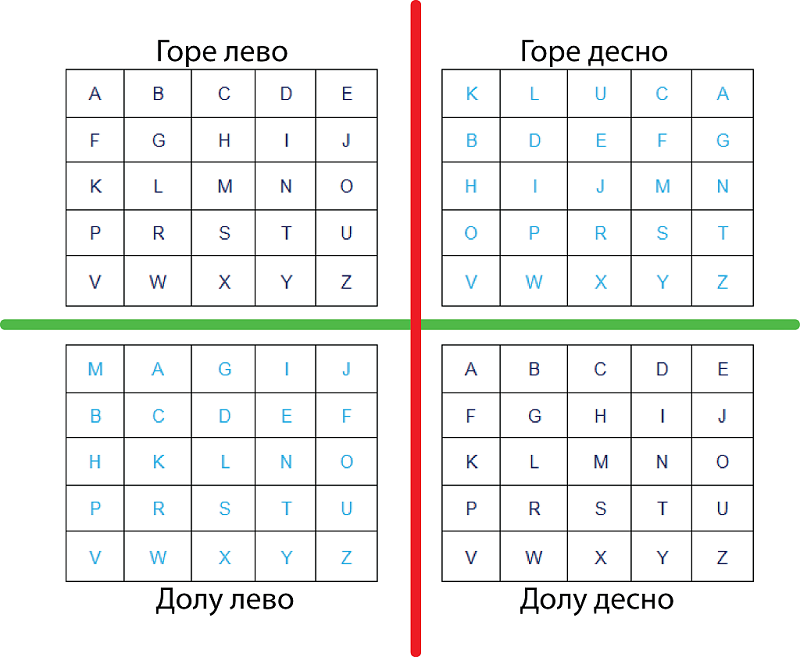 Горе лево
Горе десно
A B C D E
F G H I J
K L M N O
P R S T U
V W X Y Z
K L U C A
B D E F G
H I J M N
O P R S T
V W X Y Z
M A G I J
B C D E F
H K L N O
P R S T U
V W X Y Z
A B C D E
F G H I J
K L M N O
P R S T U
V W X Y Z
Долу лево
Долу десно